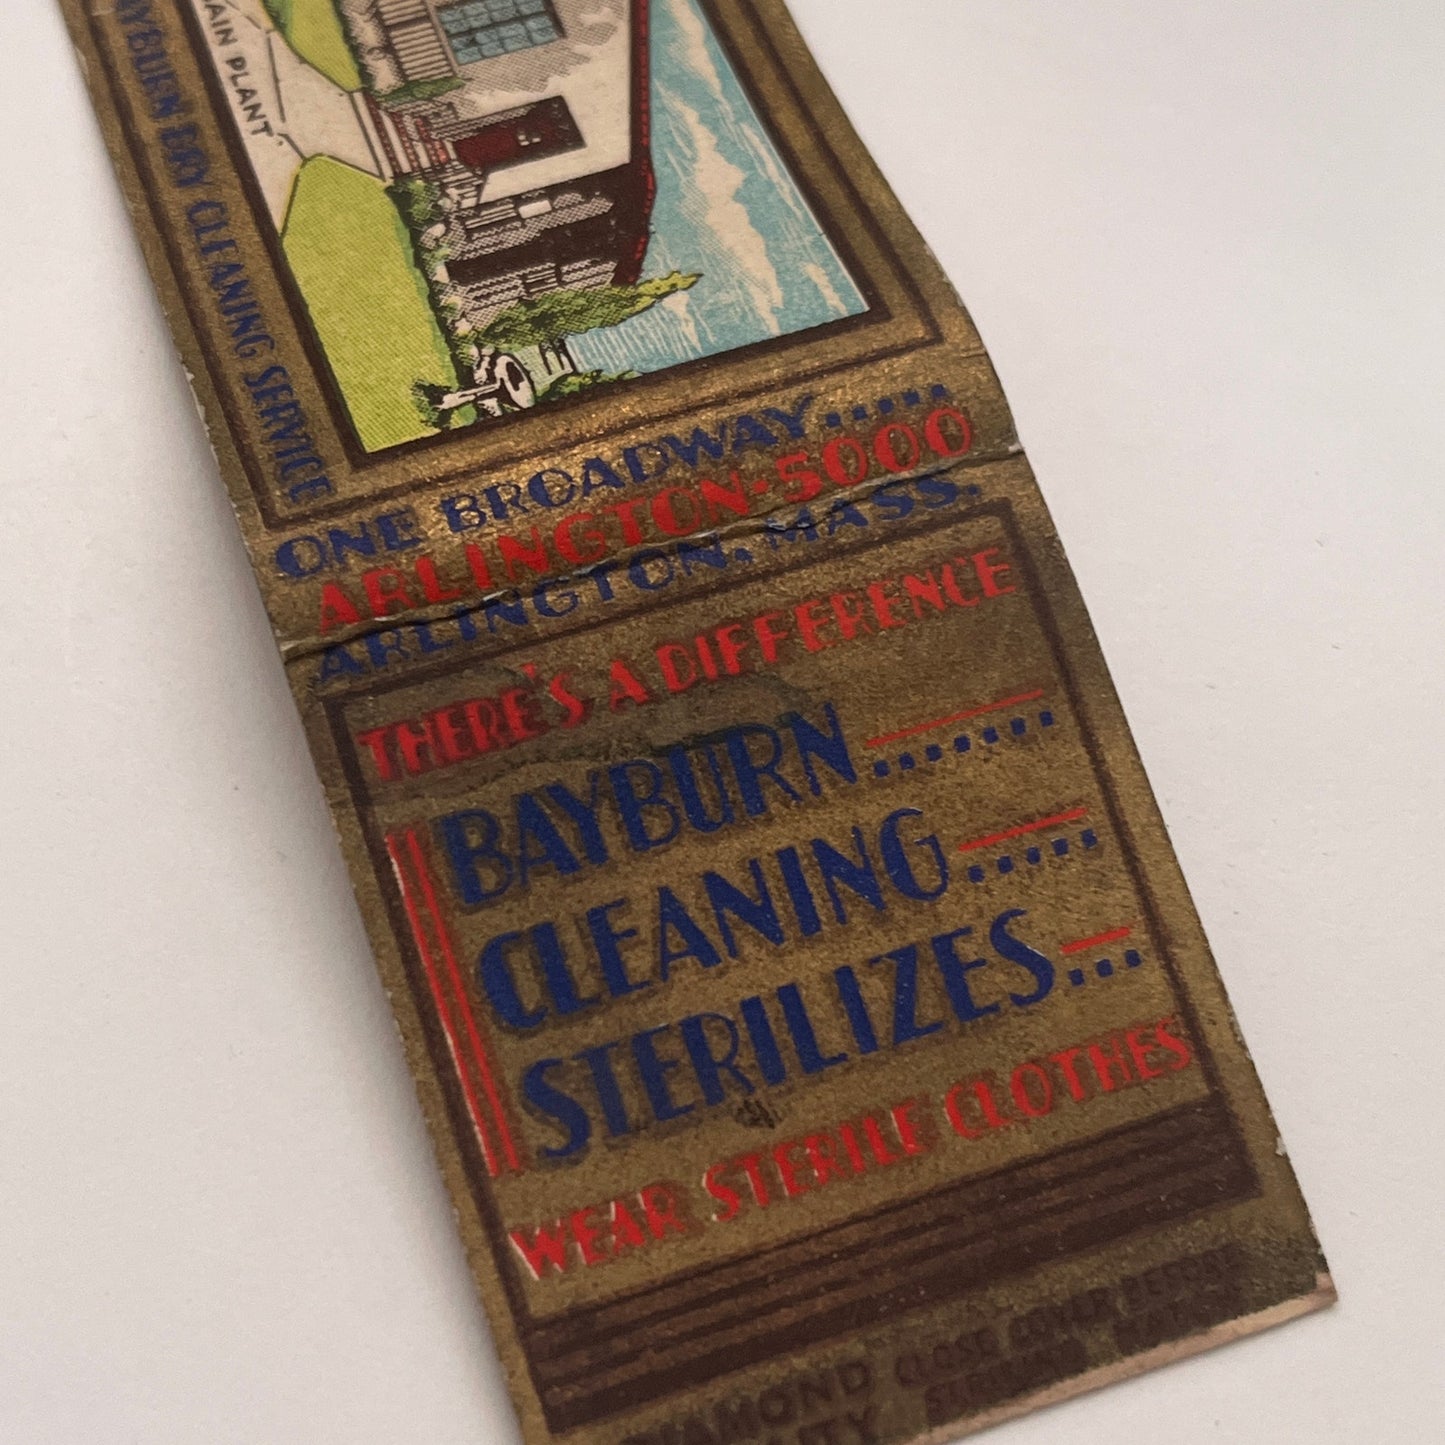 MAIN PLANT
BAYBURN DRY CLEANING SERVICE
ONE BROADWAY.....
ARLINGTON-5000
ARLINGTON, MASS.
THERE'S A DIFFERENCE
BAYBURN
CLEANING
STERILIZES
WEAR STERILE CLOTHES
DIAMOND CLOSE COVER BEFORE